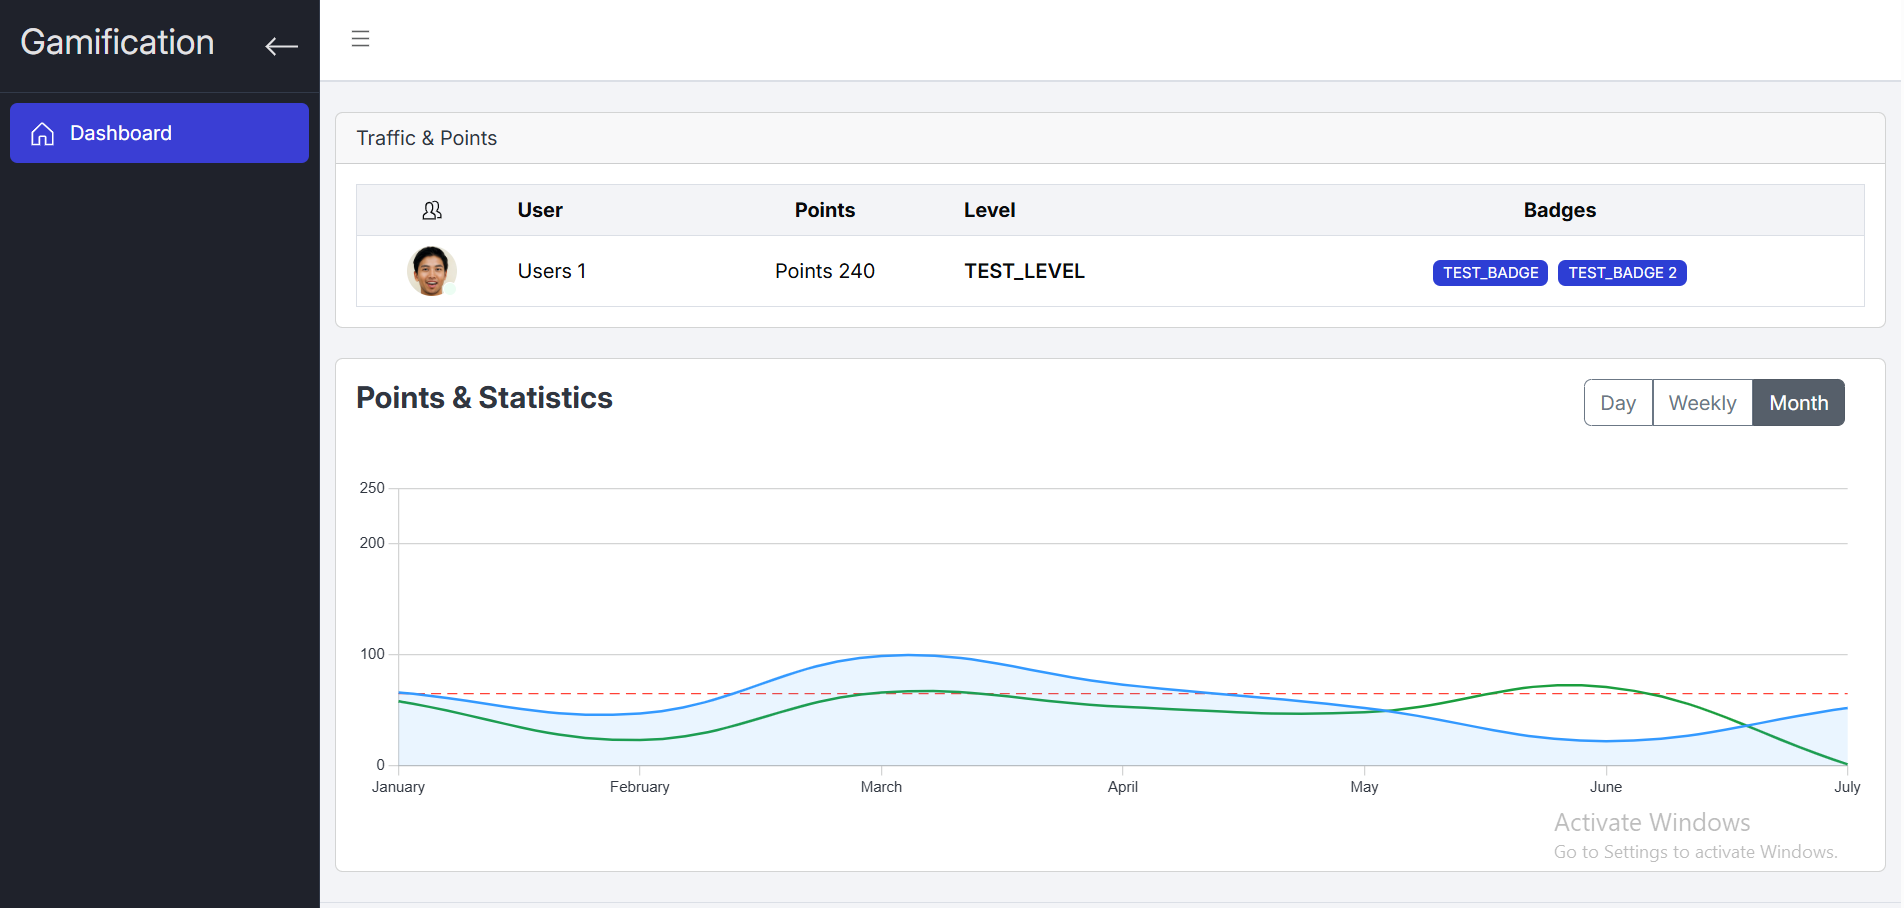 Gamification
Dashboard
Traffic & Points
User Points Level Badges
Users 1 Points 240 TEST_LEVEL TEST_BADGE TEST_BADGE 2
Points & Statistics
Day Weekly Month
250
200
100
0
January February March April May June July
Activate Windows
Go to Settings to activate Windows.